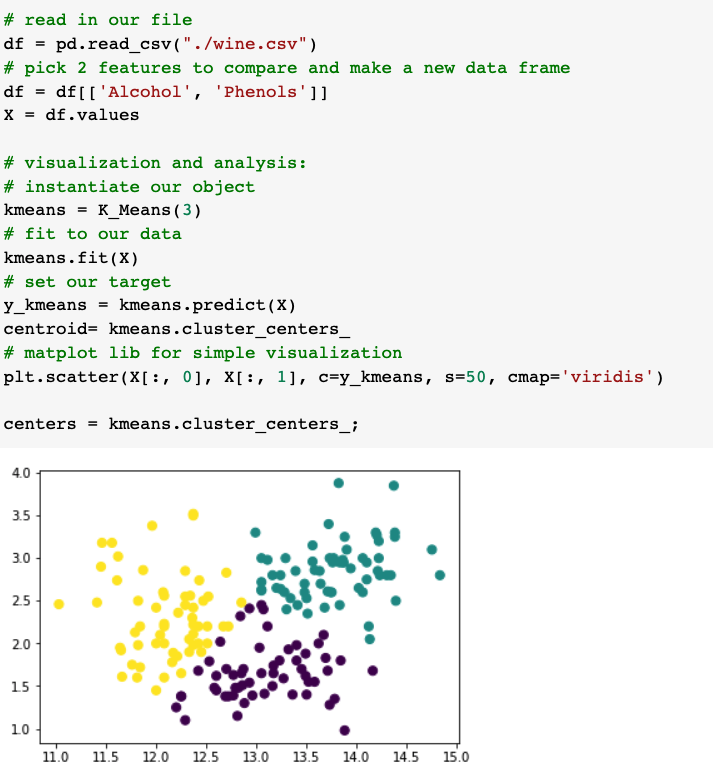 # read in our file
df = pd.read_csv("./wine.csv")
# pick 2 features to compare and make a new data frame
df = df[['Alcohol', 'Phenols']]
X = df.values
# visualization and analysis:
# instantiate our object
kmeans = K_Means(3)
# fit to our data
kmeans.fit(X)
# set our target
y_kmeans = kmeans.predict(X)
centroid= kmeans.cluster_centers_
# matplot lib for simple visualization
plt.scatter(X[:, 0], X[:, 1], c=y_kmeans, s=50, cmap='viridis')
centers = kmeans.cluster_centers_;
4.0
3.5
3.0
2.5
2.0
1.5
1.0
11.0 11.5 12.0 12.5 13.0 13.5 14.0 14.5 15.0